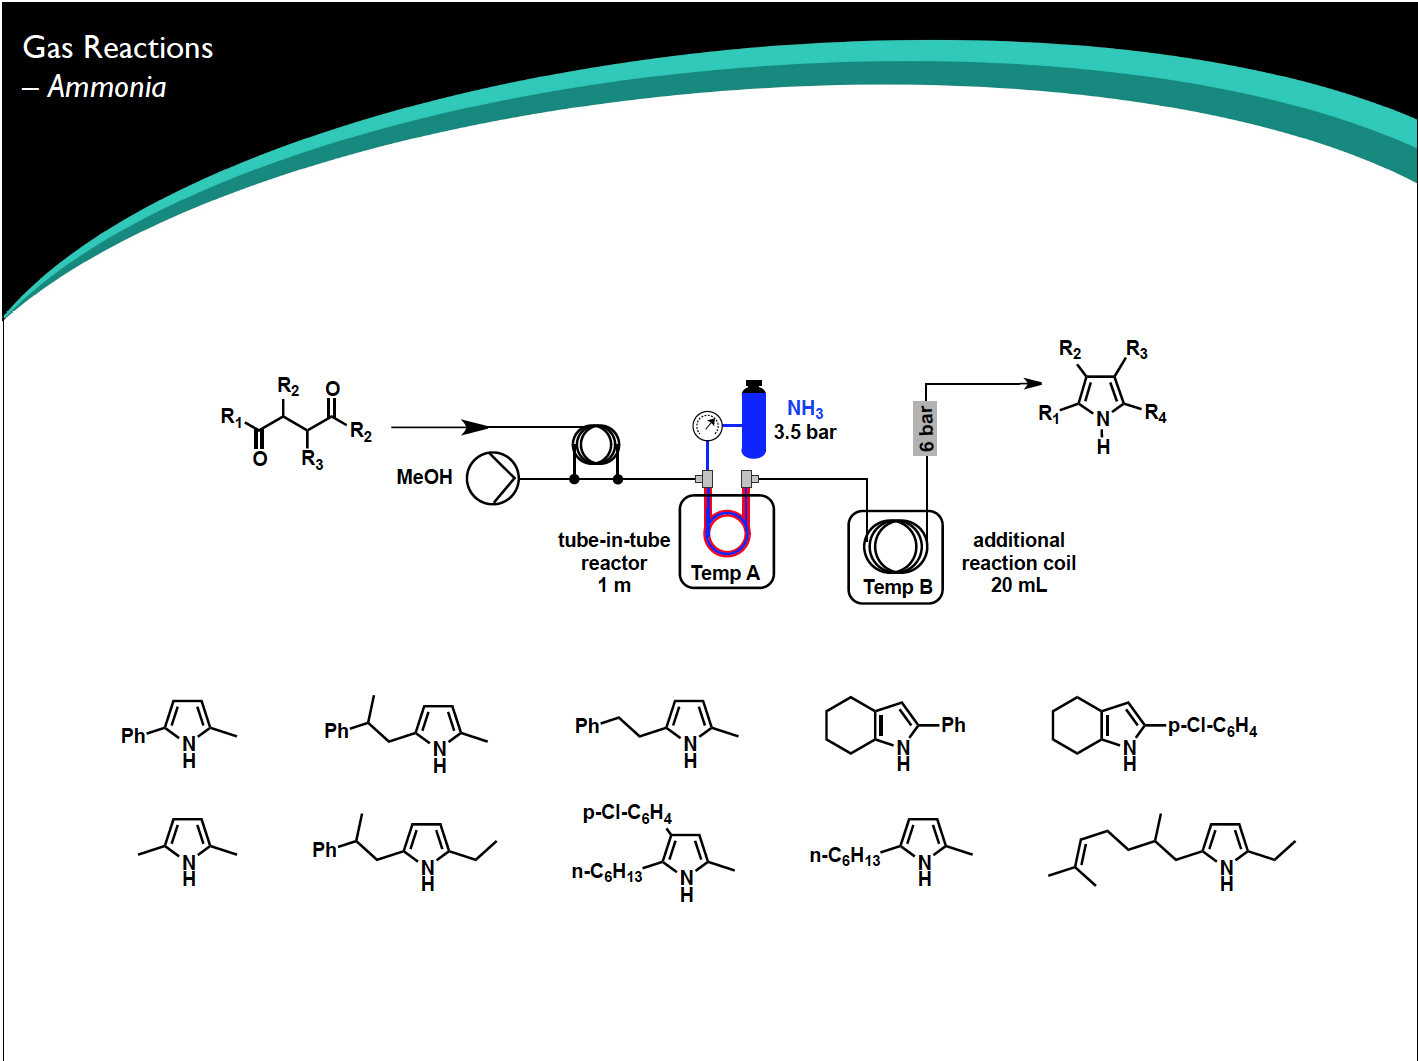 Gas Reactions
– Ammonia
R2
O
R1
R2
O
R3
MeOH
NH3
3.5 bar
6 bar
R2
R3
R1
N
H
R4
tube-in-tube
reactor
1 m
Temp A
Temp B
additional
reaction coil
20 mL
Ph
N
H
Ph
N
H
Ph
N
H
N
H
Ph
N
H
p-Cl-C6H4
N
H
Ph
N
H
p-Cl-C6H4
n-C6H13
N
H
n-C6H13
N
H
N
H